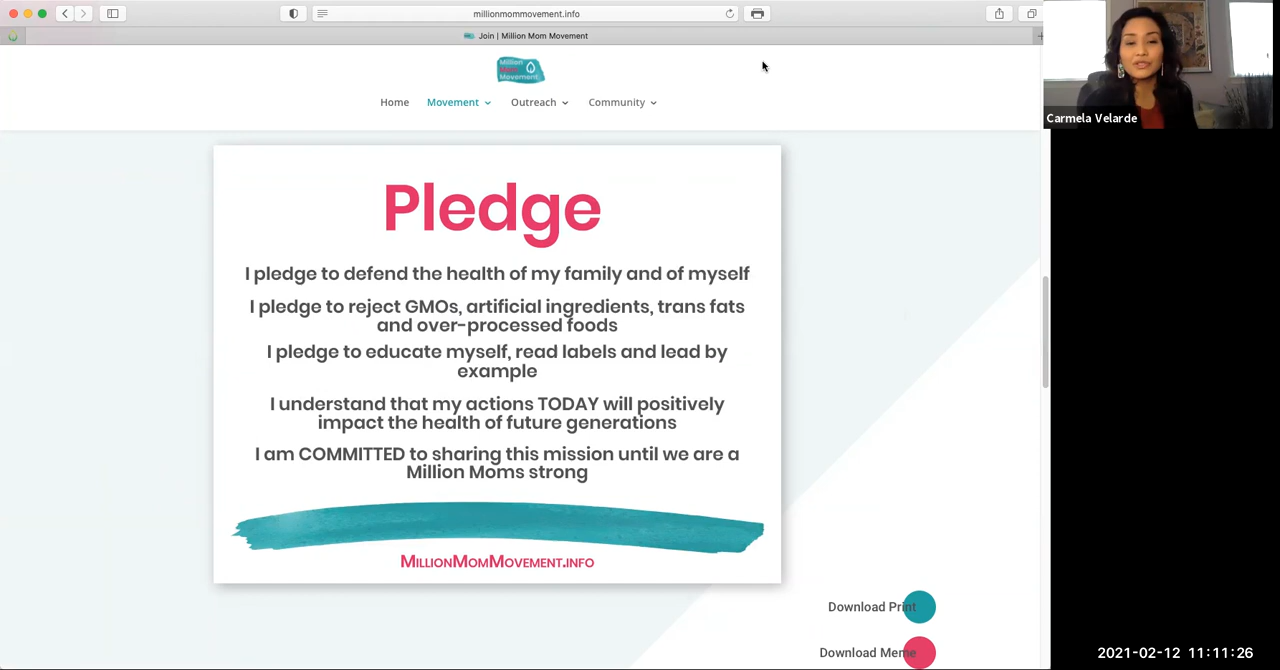 millionmommovement.info
Join | Million Mom Movement
Million
Mom
Movement
Home
Movement
Outreach
Community
Carmela Velarde
Pledge
I pledge to defend the health of my family and of myself
I pledge to reject GMOs, artificial ingredients, trans fats
and over-processed foods
I pledge to educate myself, read labels and lead by
example
I understand that my actions TODAY will positively
impact the health of future generations
I am COMMITTED to sharing this mission until we are a
Million Moms strong
MillionMomMovement.info
Download Print
Download Meme
2021-02-12 11:11:26